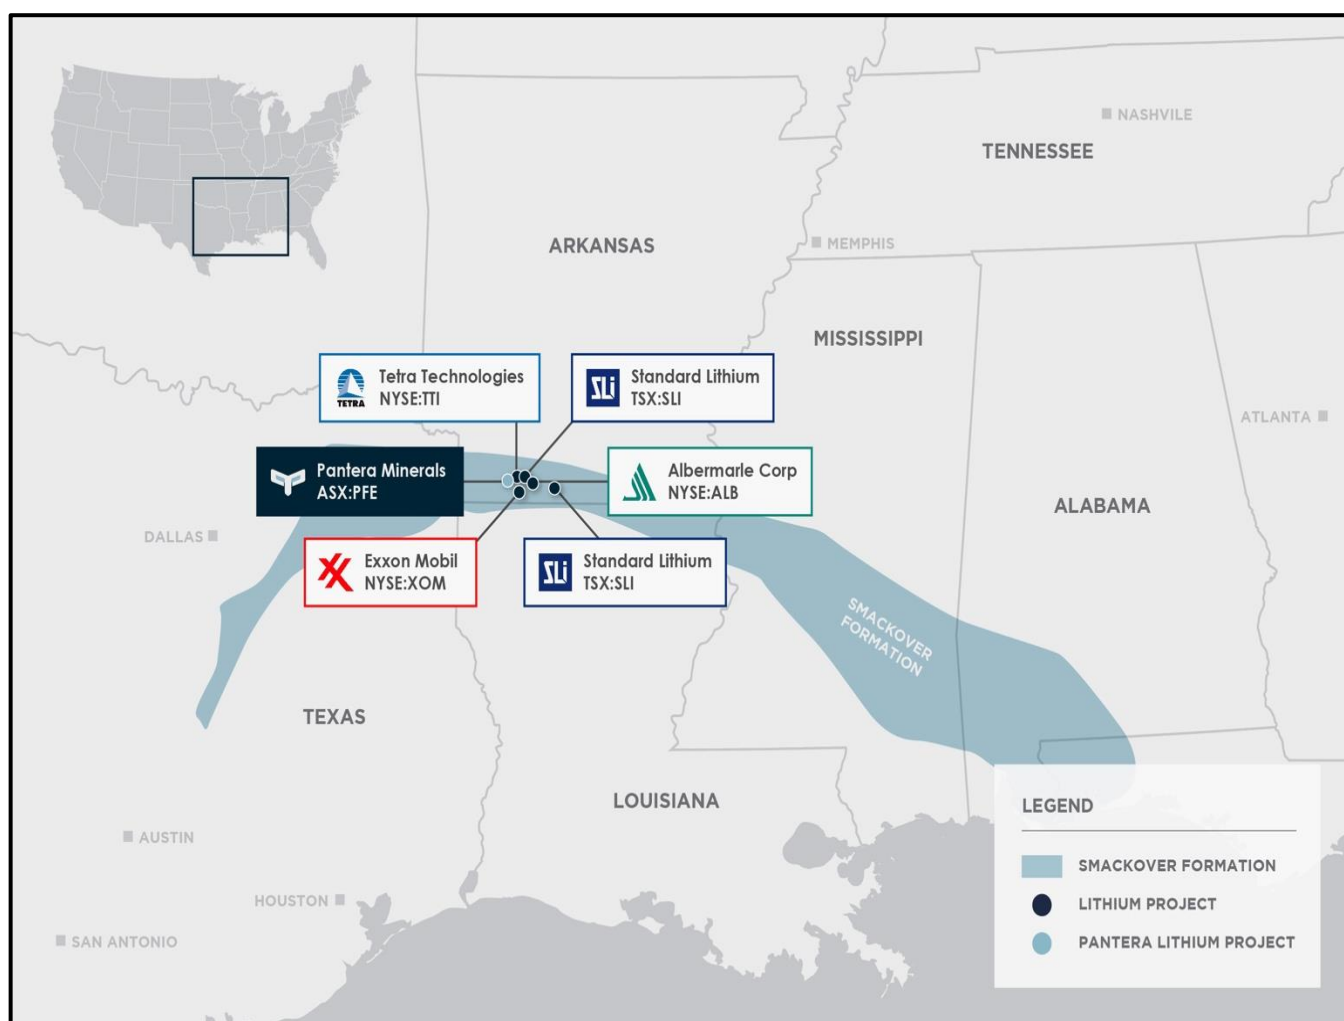 NASHVILE
TENNESSEE
ARKANSAS
MEMPHIS
MISSISSIPPI
Tetra Technologies
NYSE:TTI
TETRA
SLi
Standard Lithium
TSX:SLI
ATLANTA
Pantera Minerals
ASX:PFE
Albermarle Corp
NYSE:ALB
ALABAMA
DALLAS
Exxon Mobil
NYSE:XOM
SLi
Standard Lithium
TSX:SLI
SMACKOVER
FORMATION
TEXAS
LOUISIANA
AUSTIN
HOUSTON
SAN ANTONIO
LEGEND
SMACKOVER FORMATION
LITHIUM PROJECT
PANTERA LITHIUM PROJECT